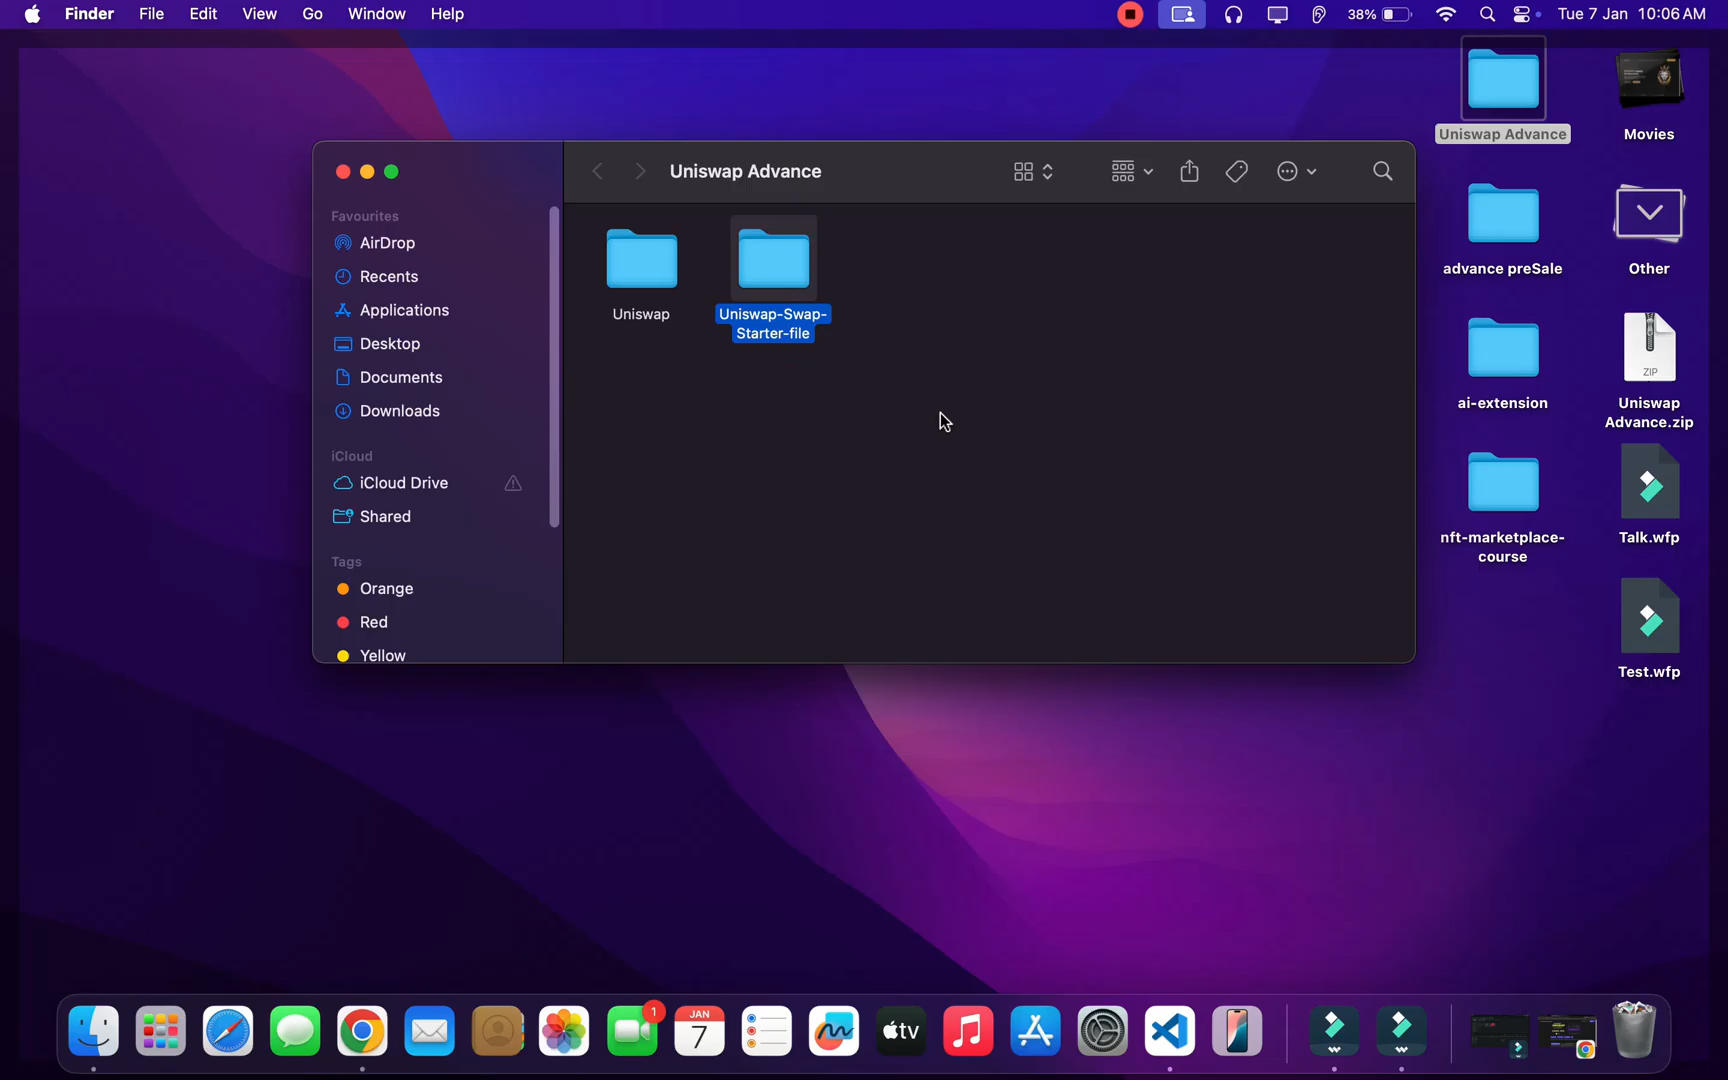 Finder File Edit View Go Window Help 38% Tue 7 Jan 10:06 AM
Uniswap Advance
Favourites
AirDrop
Recents
Applications
Desktop
Documents
Downloads
iCloud
iCloud Drive
Shared
Tags
Orange
Red
Yellow
Uniswap
Uniswap-Swap-
Starter-file
Uniswap Advance
Movies
advance preSale
Other
ai-extension
ZIP
Uniswap
Advance.zip
nft-marketplace-
course
Talk.wfp
Test.wfp
1
JAN
7
tv